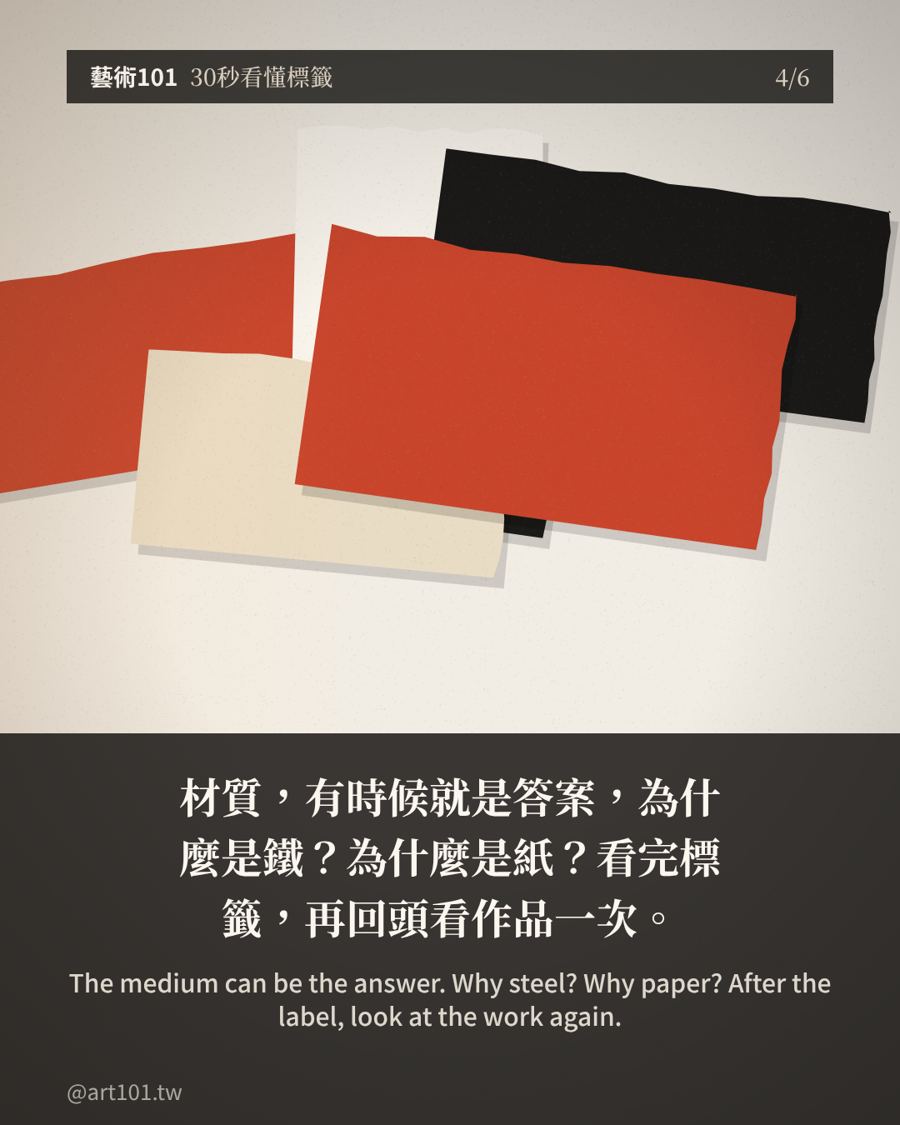 藝術101 30秒看懂標籤 4/6
材質，有時候就是答案，為什
麼是鐵？為什麼是紙？看完標
籤，再回頭看作品一次。
The medium can be the answer. Why steel? Why paper? After the
label, look at the work again.
@art101.tw